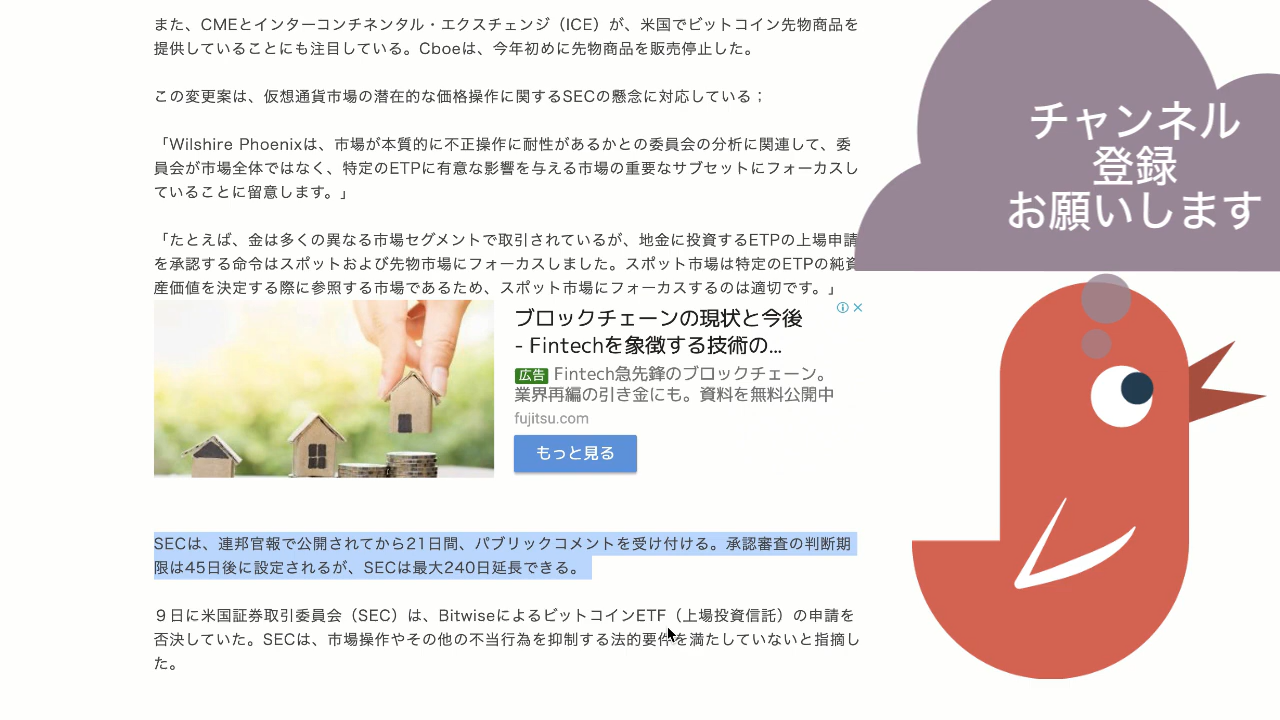 また、CMEとインターコンチネンタル・エクスチェンジ（ICE）が、米国でビットコイン先物商品を
提供していることにも注目している。Cboeは、今年初めに先物商品を販売停止した。
この変更案は、仮想通貨市場の潜在的な価格操作に関するSECの懸念に対応している；
「Wilshire Phoenixは、市場が本質的に不正操作に耐性があるかとの委員会の分析に関連して、委
員会が市場全体ではなく、特定のETPに有意な影響を与える市場の重要なサブセットにフォーカスし
ていることに留意します。」
「たとえば、金は多くの異なる市場セグメントで取引されているが、地金に投資するETPの上場申請
を承認する命令はスポットおよび先物市場にフォーカスしました。スポット市場は特定のETPの純資
産価値を決定する際に参照する市場であるため、スポット市場にフォーカスするのは適切です。」
ブロックチェーンの現状と今後
- Fintechを象徴する技術の...
広告 Fintech急先鋒のブロックチェーン。
業界再編の引き金にも。資料を無料公開中
fujitsu.com
もっと見る
SECは、連邦官報で公開されてから21日間、パブリックコメントを受け付ける。承認審査の判断期
限は45日後に設定されるが、SECは最大240日延長できる。
９日に米国証券取引委員会（SEC）は、BitwiseによるビットコインETF（上場投資信託）の申請を
否決していた。SECは、市場操作やその他の不当行為を抑制する法的要件を満たしていないと指摘し
た。
チャンネル
登録
お願いします